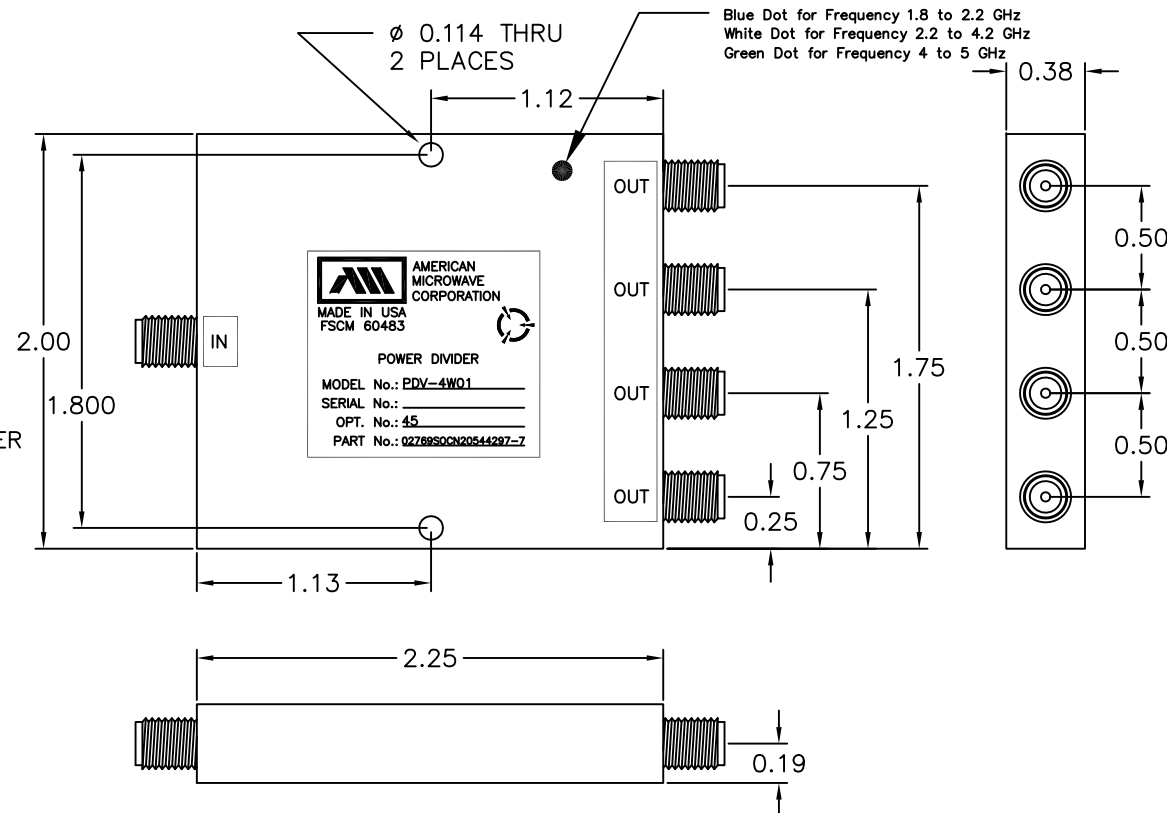 Blue Dot for Frequency 1.8 to 2.2 GHz
White Dot for Frequency 2.2 to 4.2 GHz
Green Dot for Frequency 4 to 5 GHz
Ø 0.114 THRU
2 PLACES
0.38
1.12
OUT
OUT
OUT
OUT
IN
AMERICAN
MICROWAVE
CORPORATION
MADE IN USA
FSCM 60483
POWER DIVIDER
MODEL No.: PDV-4W01
SERIAL No.:
OPT. No.: 45
PART No.: 02769SOCN20544297-7
2.00
1.800
ER
0.50
0.50
0.50
1.75
1.25
0.75
0.25
1.13
2.25
0.19